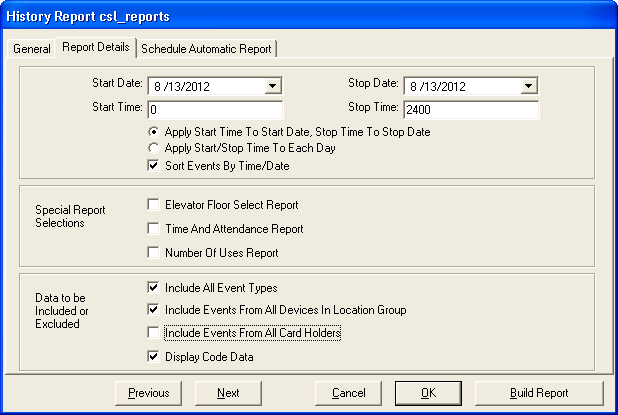 History Report csl_reports
General Report Details Schedule Automatic Report
Start Date: 8 /13/2012 Stop Date: 8 /13/2012
Start Time: 0 Stop Time: 2400
Apply Start Time To Start Date, Stop Time To Stop Date
Apply Start/Stop Time To Each Day
Sort Events By Time/Date
Special Report
Selections
Elevator Floor Select Report
Time And Attendance Report
Number Of Uses Report
Data to be
Included or
Excluded
Include All Event Types
Include Events From All Devices In Location Group
Include Events From All Card Holders
Display Code Data
Previous Next Cancel OK Build Report